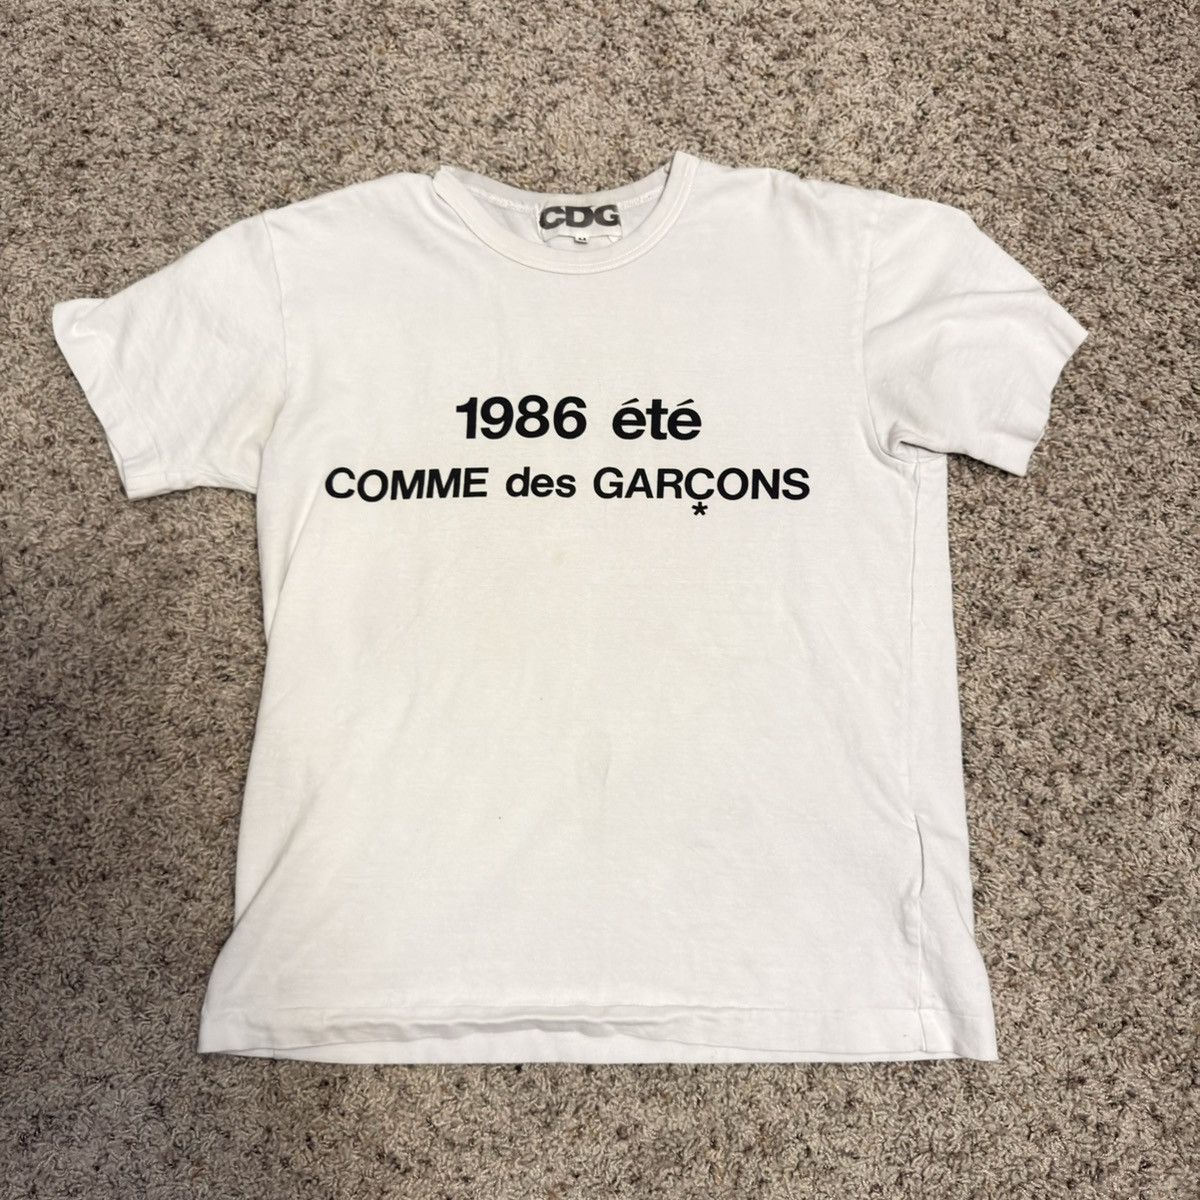 CDG
M
1986 été
COMME des GARÇONS
*